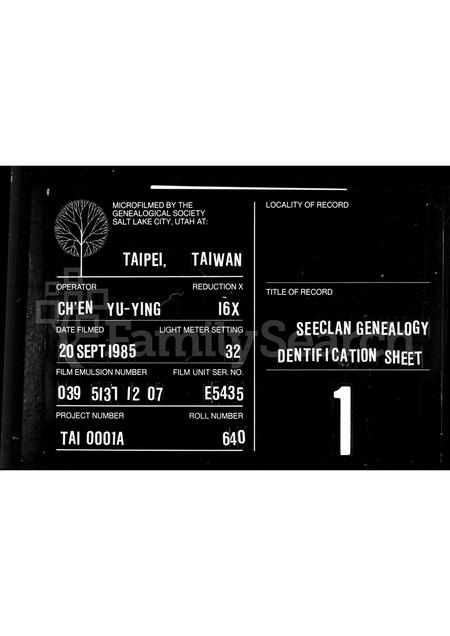 MICROFILMED BY THE
GENEALOGICAL SOCIETY
SALT LAKE CITY, UTAH AT:
TAIPEI, TAIWAN
OPERATOR REDUCTION X
CH'EN YU-YING 16X
DATE FILMED LIGHT METER SETTING
20 SEPT 1985 32
FILM EMULSION NUMBER FILM UNIT SER. NO.
039 5137 12 07 E5435
PROJECT NUMBER ROLL NUMBER
TAI 0001A 640
LOCALITY OF RECORD
TITLE OF RECORD
SEECLAN GENEALOGY
DENTIFICATION SHEET
1
FamilySearch